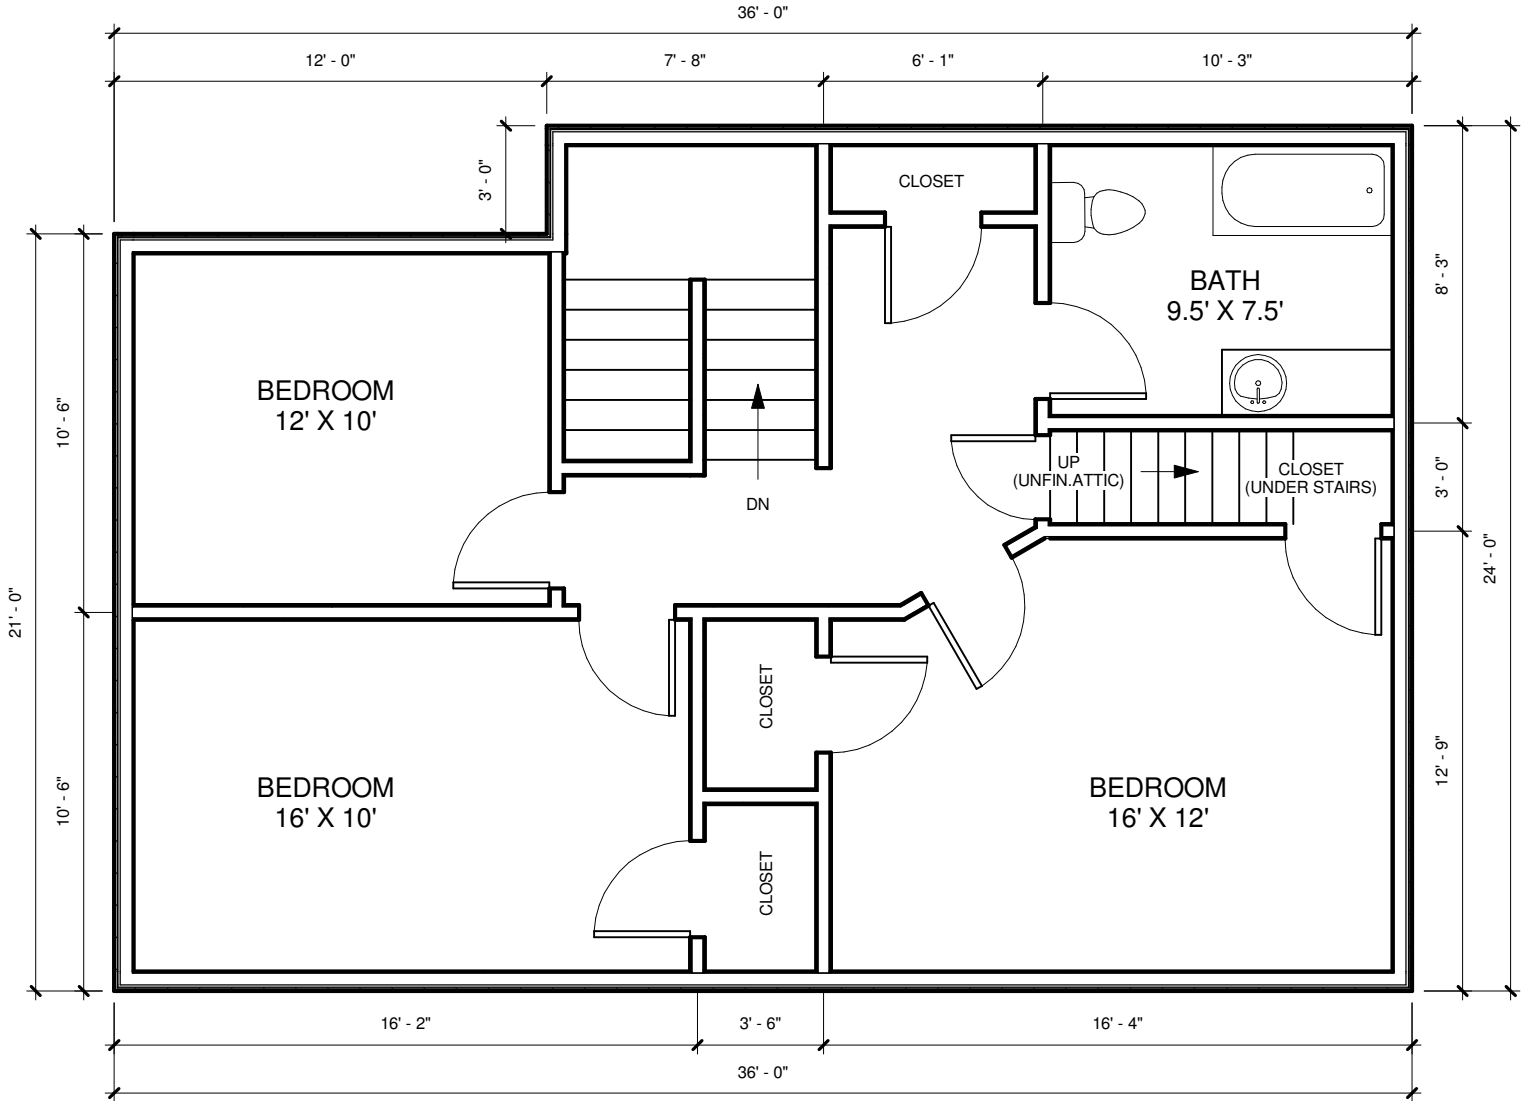 36' - 0"
12' - 0"
7' - 8"
6' - 1"
10' - 3"
3' - 0"
CLOSET
8' - 3"
BATH
9.5' X 7.5'
BEDROOM
12' X 10'
10' - 6"
UP
(UNFIN.ATTIC)
CLOSET
(UNDER STAIRS)
3' - 0"
DN
21' - 0"
24' - 0"
CLOSET
12' - 9"
BEDROOM
16' X 10'
BEDROOM
16' X 12'
10' - 6"
CLOSET
16' - 2"
3' - 6"
16' - 4"
36' - 0"